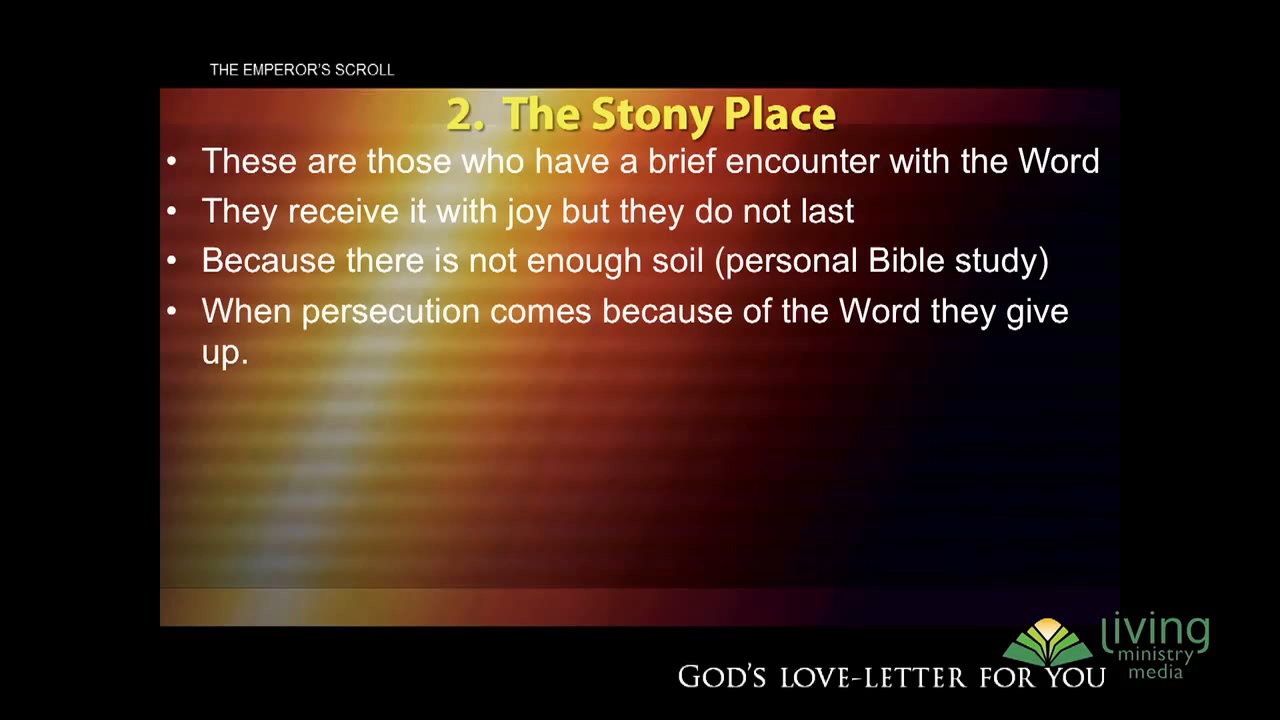 THE EMPEROR'S SCROLL
2. The Stony Place
• These are those who have a brief encounter with the Word
• They receive it with joy but they do not last
• Because there is not enough soil (personal Bible study)
• When persecution comes because of the Word they give
up.
living
ministry
media
GOD'S LOVE-LETTER FOR YOU